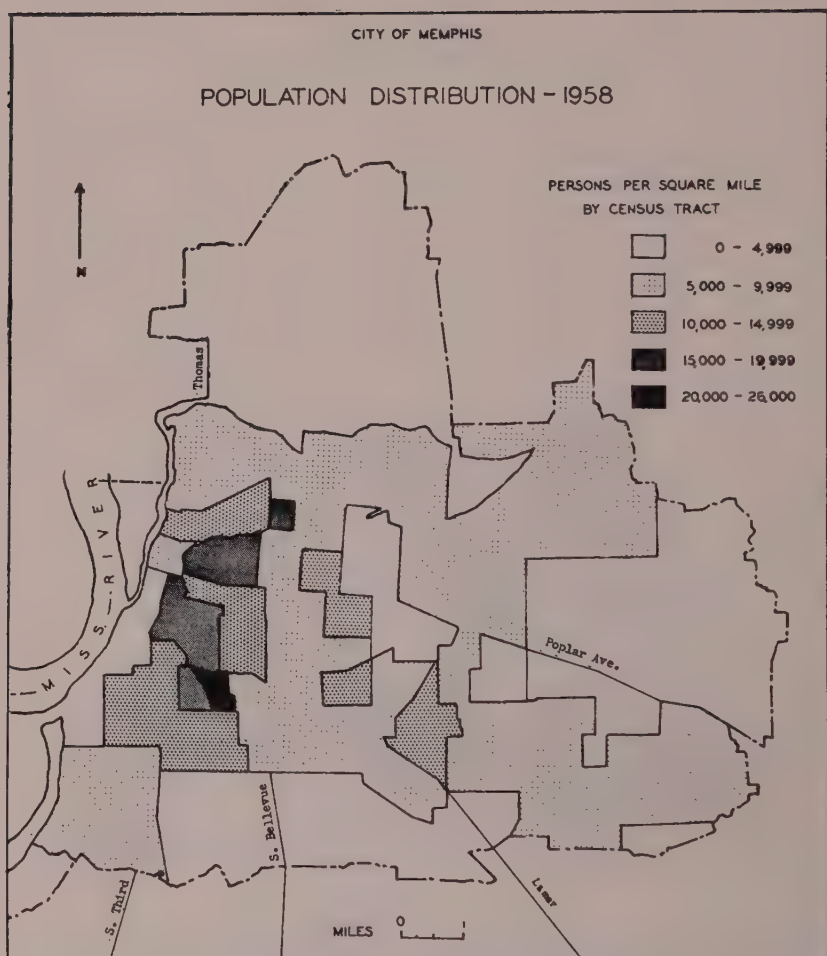 CITY OF MEMPHIS
POPULATION DISTRIBUTION - 1958
PERSONS PER SQUARE MILE
BY CENSUS TRACT
0 - 4,999
5,000 - 9,999
10,000 - 14,999
15,000 - 19,999
20,000 - 26,000
N
Thomas
MISS. RIVER
Poplar Ave.
S. Bellevue
S. Third
Lamar
MILES 0